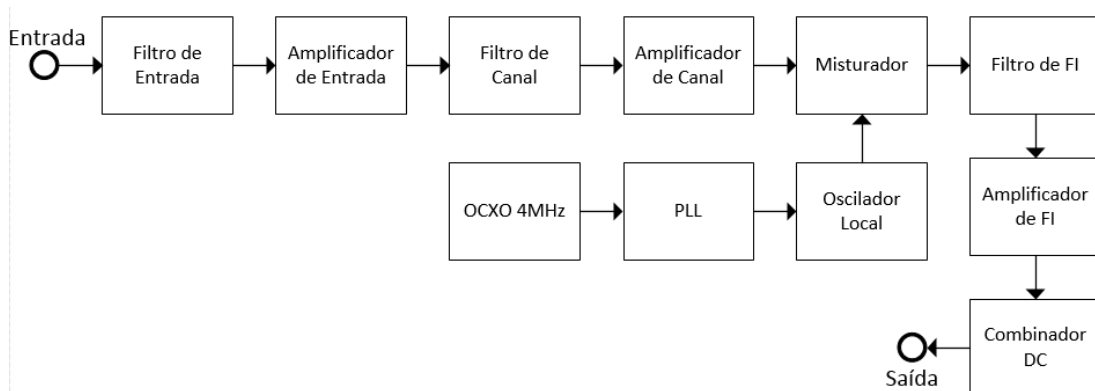 Entrada
Filtro de
Entrada
Amplificador
de Entrada
Filtro de
Canal
Amplificador
de Canal
Misturador
Filtro de FI
OCXO 4MHz
PLL
Oscilador
Local
Amplificador
de FI
Combinador
DC
Saída